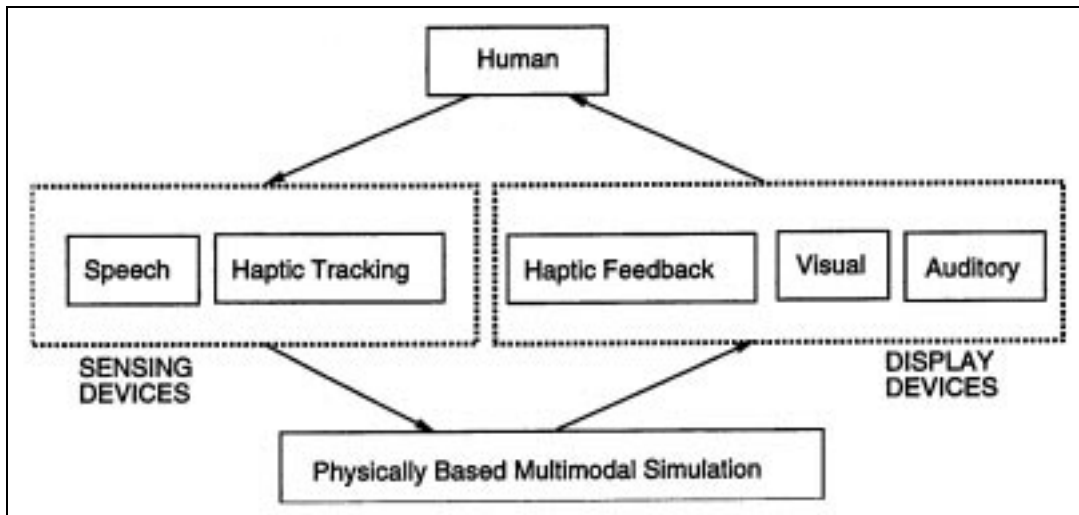 Human
Speech
Haptic Tracking
Haptic Feedback
Visual
Auditory
SENSING
DEVICES
DISPLAY
DEVICES
Physically Based Multimodal Simulation